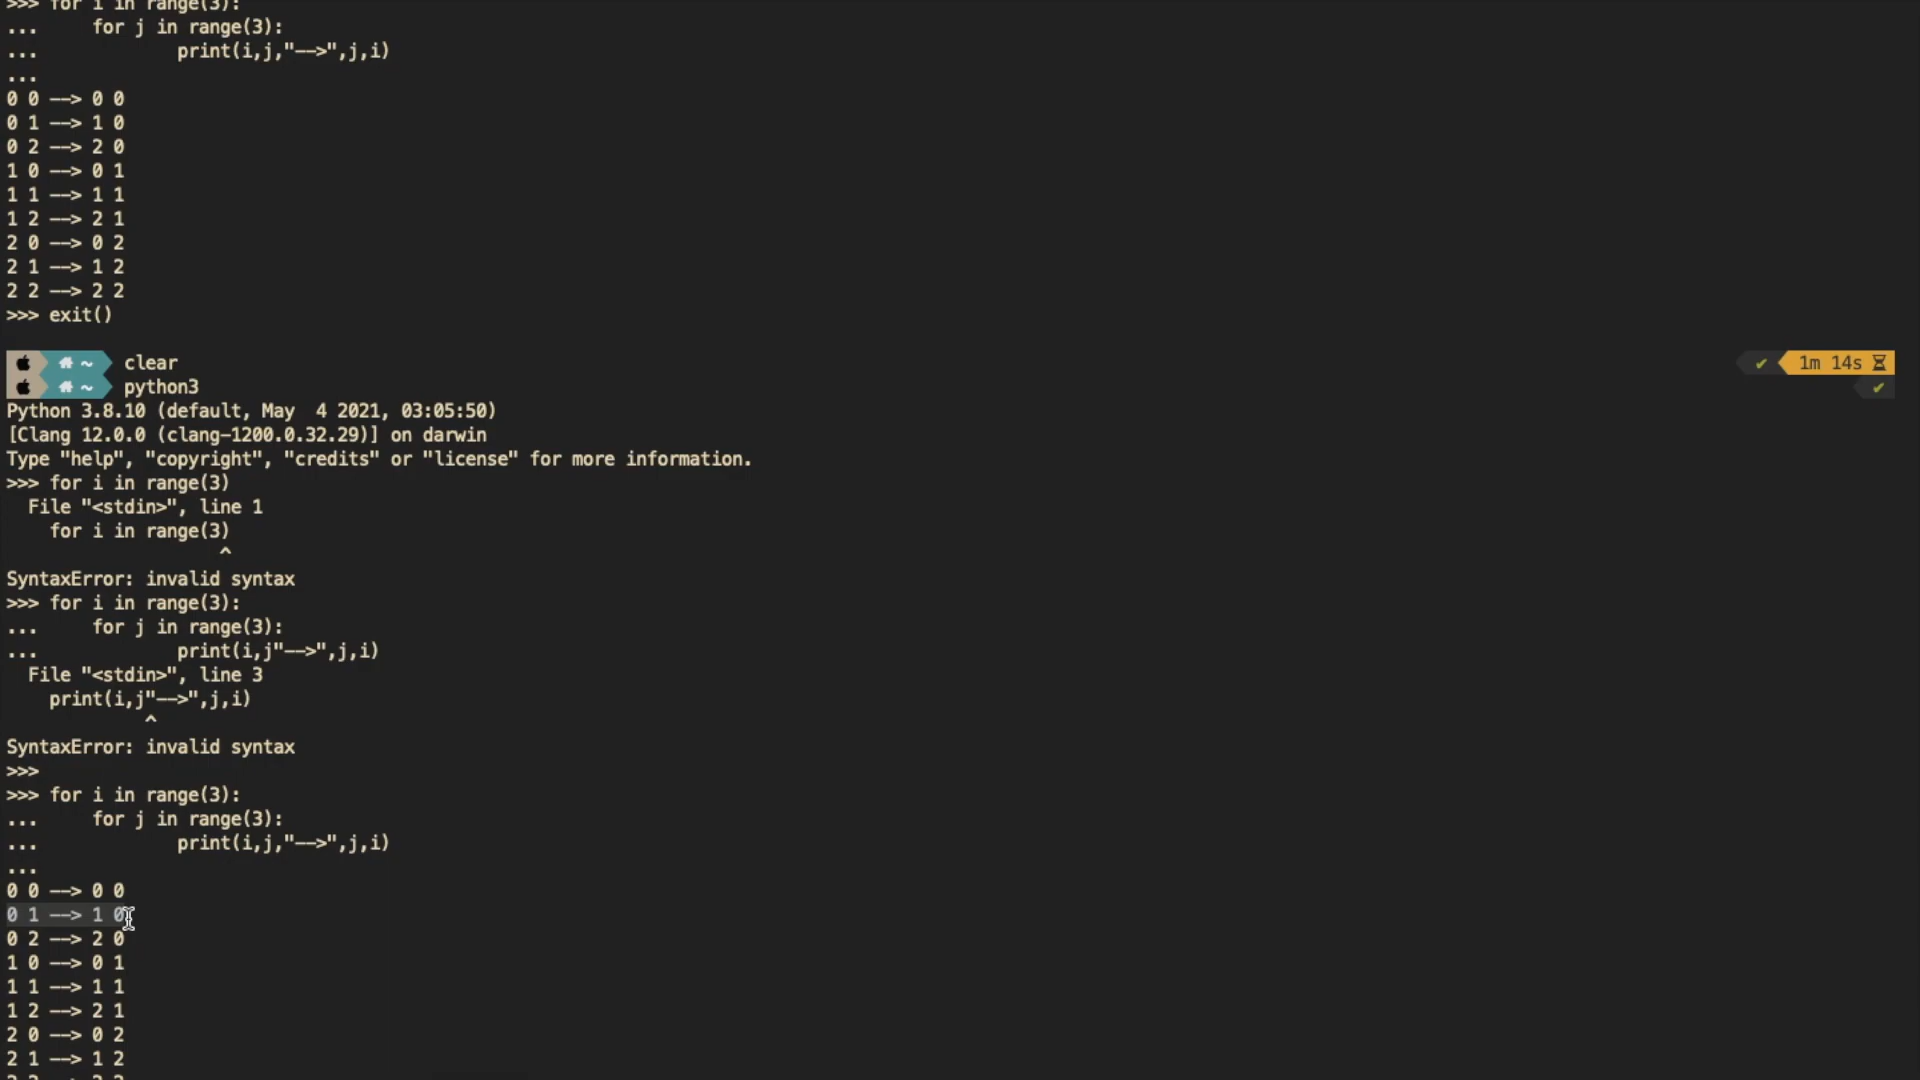 >>> for i in range(3):
...     for j in range(3):
...             print(i,j,"-->",j,i)
...
0 0 --> 0 0
0 1 --> 1 0
0 2 --> 2 0
1 0 --> 0 1
1 1 --> 1 1
1 2 --> 2 1
2 0 --> 0 2
2 1 --> 1 2
2 2 --> 2 2
>>> exit()
~ clear ✔ 1m 14s
~ python3 ✔
Python 3.8.10 (default, May  4 2021, 03:05:50)
[Clang 12.0.0 (clang-1200.0.32.29)] on darwin
Type "help", "copyright", "credits" or "license" for more information.
>>> for i in range(3)
  File "<stdin>", line 1
    for i in range(3)
                    ^
SyntaxError: invalid syntax
>>> for i in range(3):
...     for j in range(3):
...             print(i,j"-->",j,i)
  File "<stdin>", line 3
    print(i,j"-->",j,i)
             ^
SyntaxError: invalid syntax
>>>
>>> for i in range(3):
...     for j in range(3):
...             print(i,j,"-->",j,i)
...
0 0 --> 0 0
0 1 --> 1 0
0 2 --> 2 0
1 0 --> 0 1
1 1 --> 1 1
1 2 --> 2 1
2 0 --> 0 2
2 1 --> 1 2